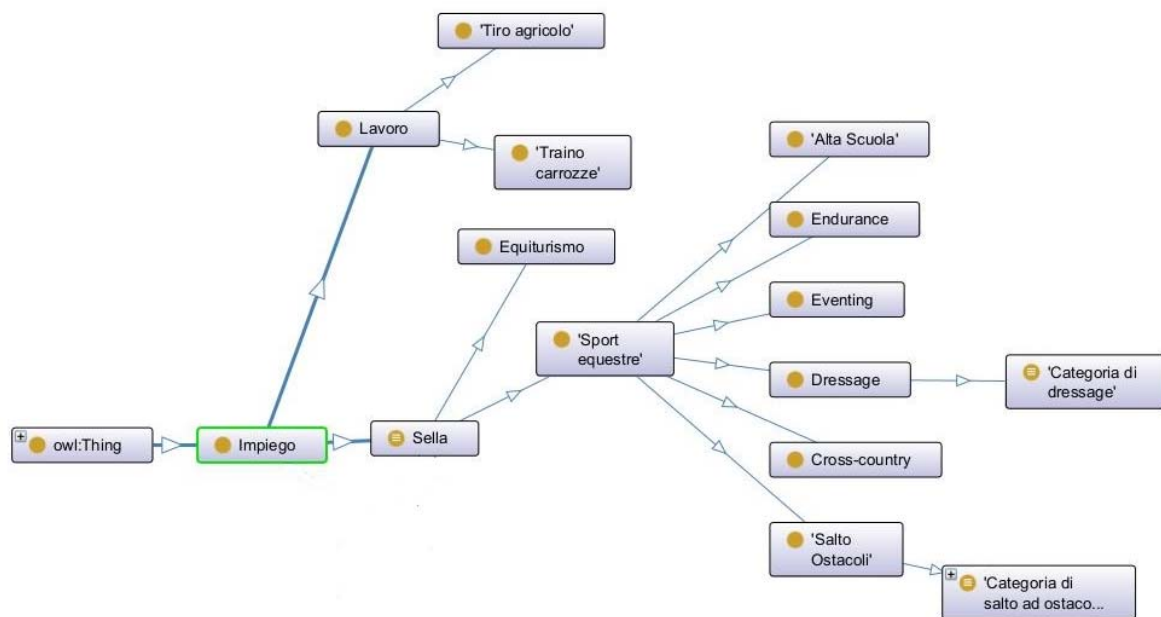 'Tiro agricolo'
Lavoro
'Traino
carrozze'
'Alta Scuola'
Endurance
Equiturismo
Eventing
'Sport
equestre'
Dressage
'Categoria di
dressage'
owl:Thing
Impiego
Sella
Cross-country
'Salto
Ostacoli'
'Categoria di
salto ad ostaco...